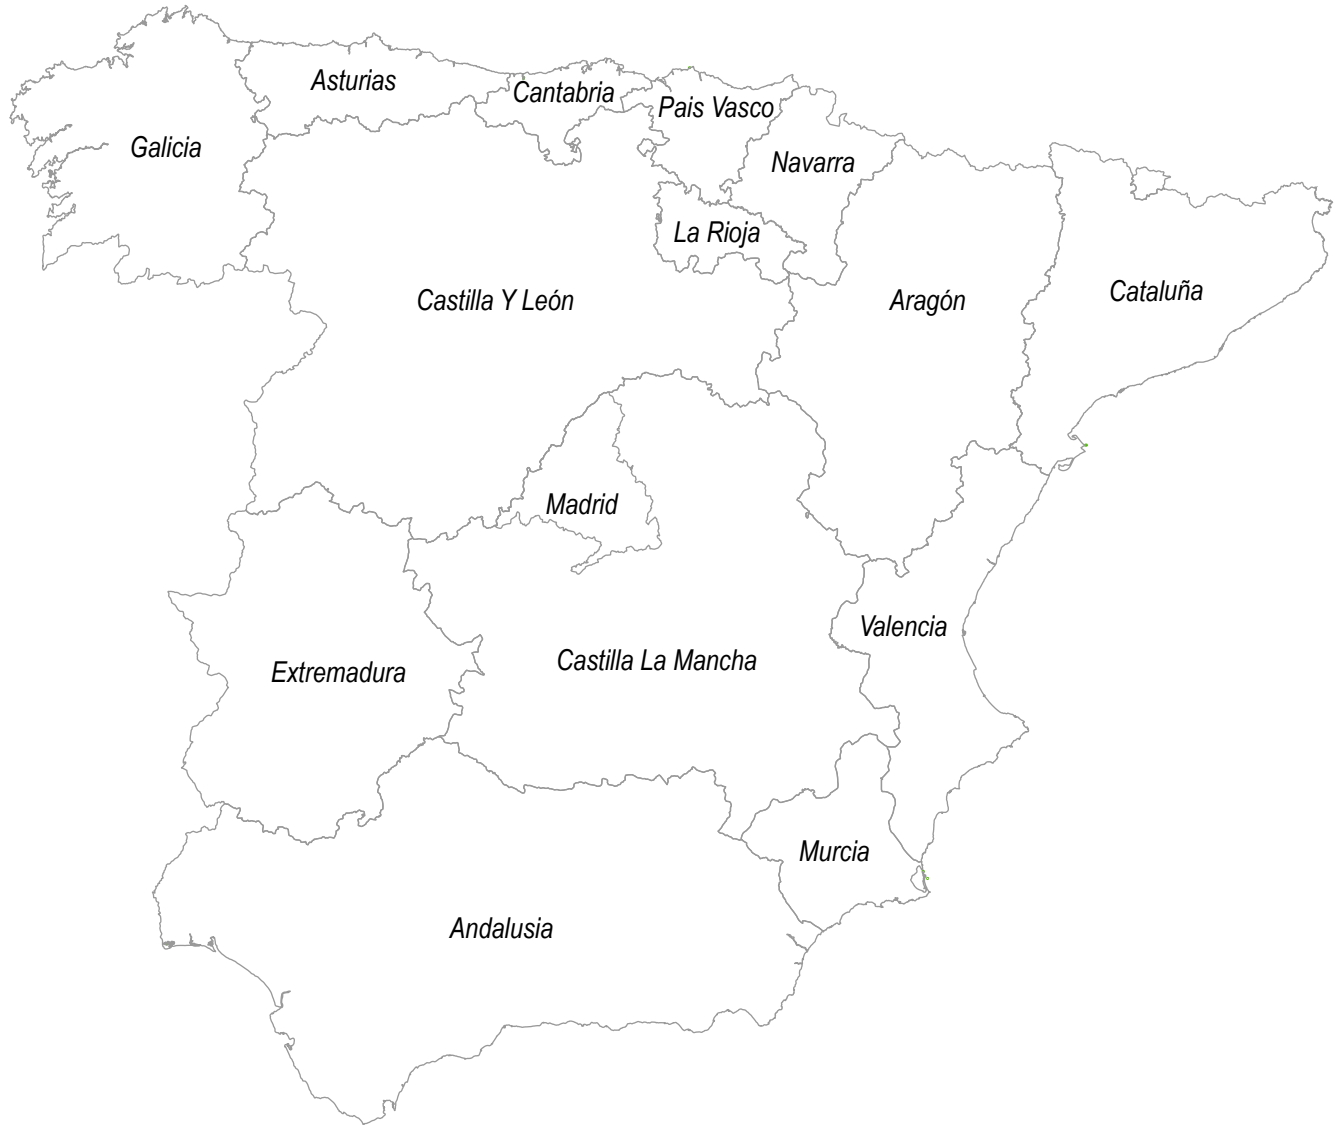 Asturias
Cantabria
Pais Vasco
Galicia
Navarra
La Rioja
Castilla Y León
Aragón
Cataluña
Madrid
Valencia
Castilla La Mancha
Extremadura
Murcia
Andalusia